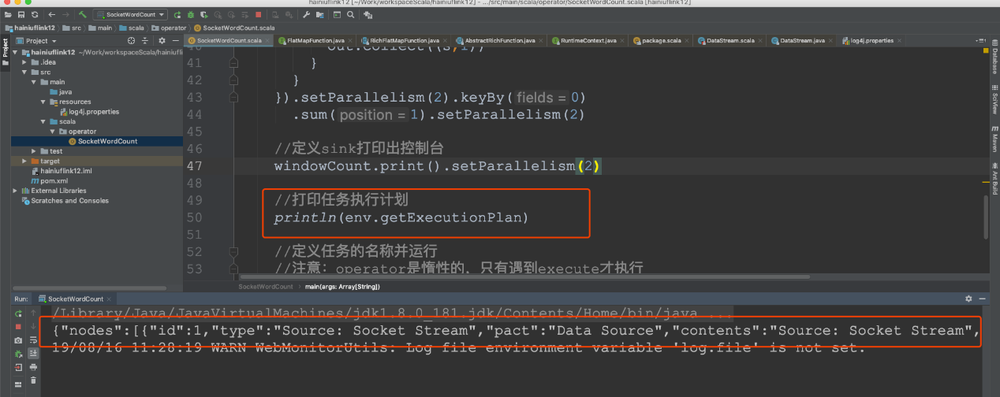 hainiuflink12 [~/Work/workspaceScala/hainiuflink12] - .../src/main/scala/operator/SocketWordCount.scala [hainiuflink12]
SocketWordCount
hainiuflink12 src main scala operator SocketWordCount.scala
Project
SocketWordCount.scala FlatMapFunction.java RichFlatMapFunction.java AbstractRichFunction.java RuntimeContext.java package.scala DataStream.scala DataStream.java log4j.properties
hainiuflink12 ~/Work/workspaceScala/hainiufli
.idea
src
main
java
resources
log4j.properties
scala
operator
SocketWordCount
test
target
hainiuflink12.iml
pom.xml
External Libraries
Scratches and Consoles
40 out.collect((s,1))
41 }
42 }
43 }).setParallelism(2).keyBy( fields = 0)
44 .sum( position = 1).setParallelism(2)
45
46 //定义sink打印出控制台
47 windowCount.print().setParallelism(2)
48
49 //打印任务执行计划
50 println(env.getExecutionPlan)
51
52 //定义任务的名称并运行
53 //注意: operator是惰性的，只有遇到execute才执行
SocketWordCount main(args: Array[String])
Project
Database
SciView
Maven
Ant Build
Run: SocketWordCount
/Library/Java/JavaVirtualMachines/jdk1.8.0_181.jdk/Contents/Home/bin/java ...
{"nodes":[{"id":1,"type":"Source: Socket Stream","pact":"Data Source","contents":"Source: Socket Stream",
19/08/16 11:28:19 WARN WebMonitorUtils: Log file environment variable 'log.file' is not set.